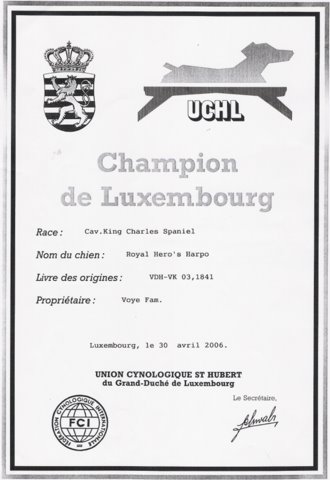 UCHL
Champion
de Luxembourg
Race : Cav.King Charles Spaniel
Nom du chien : Royal Hero's Harpo
Livre des origines : VDH-VK 03,1841
Propriétaire : Voye Fam.
Luxembourg, le 30 avril 2006.
UNION CYNOLOGIQUE ST HUBERT
du Grand-Duché de Luxembourg
Le Secrétaire,
FEDERATION CYNOLOGIQUE INTERNATIONALE
FCI